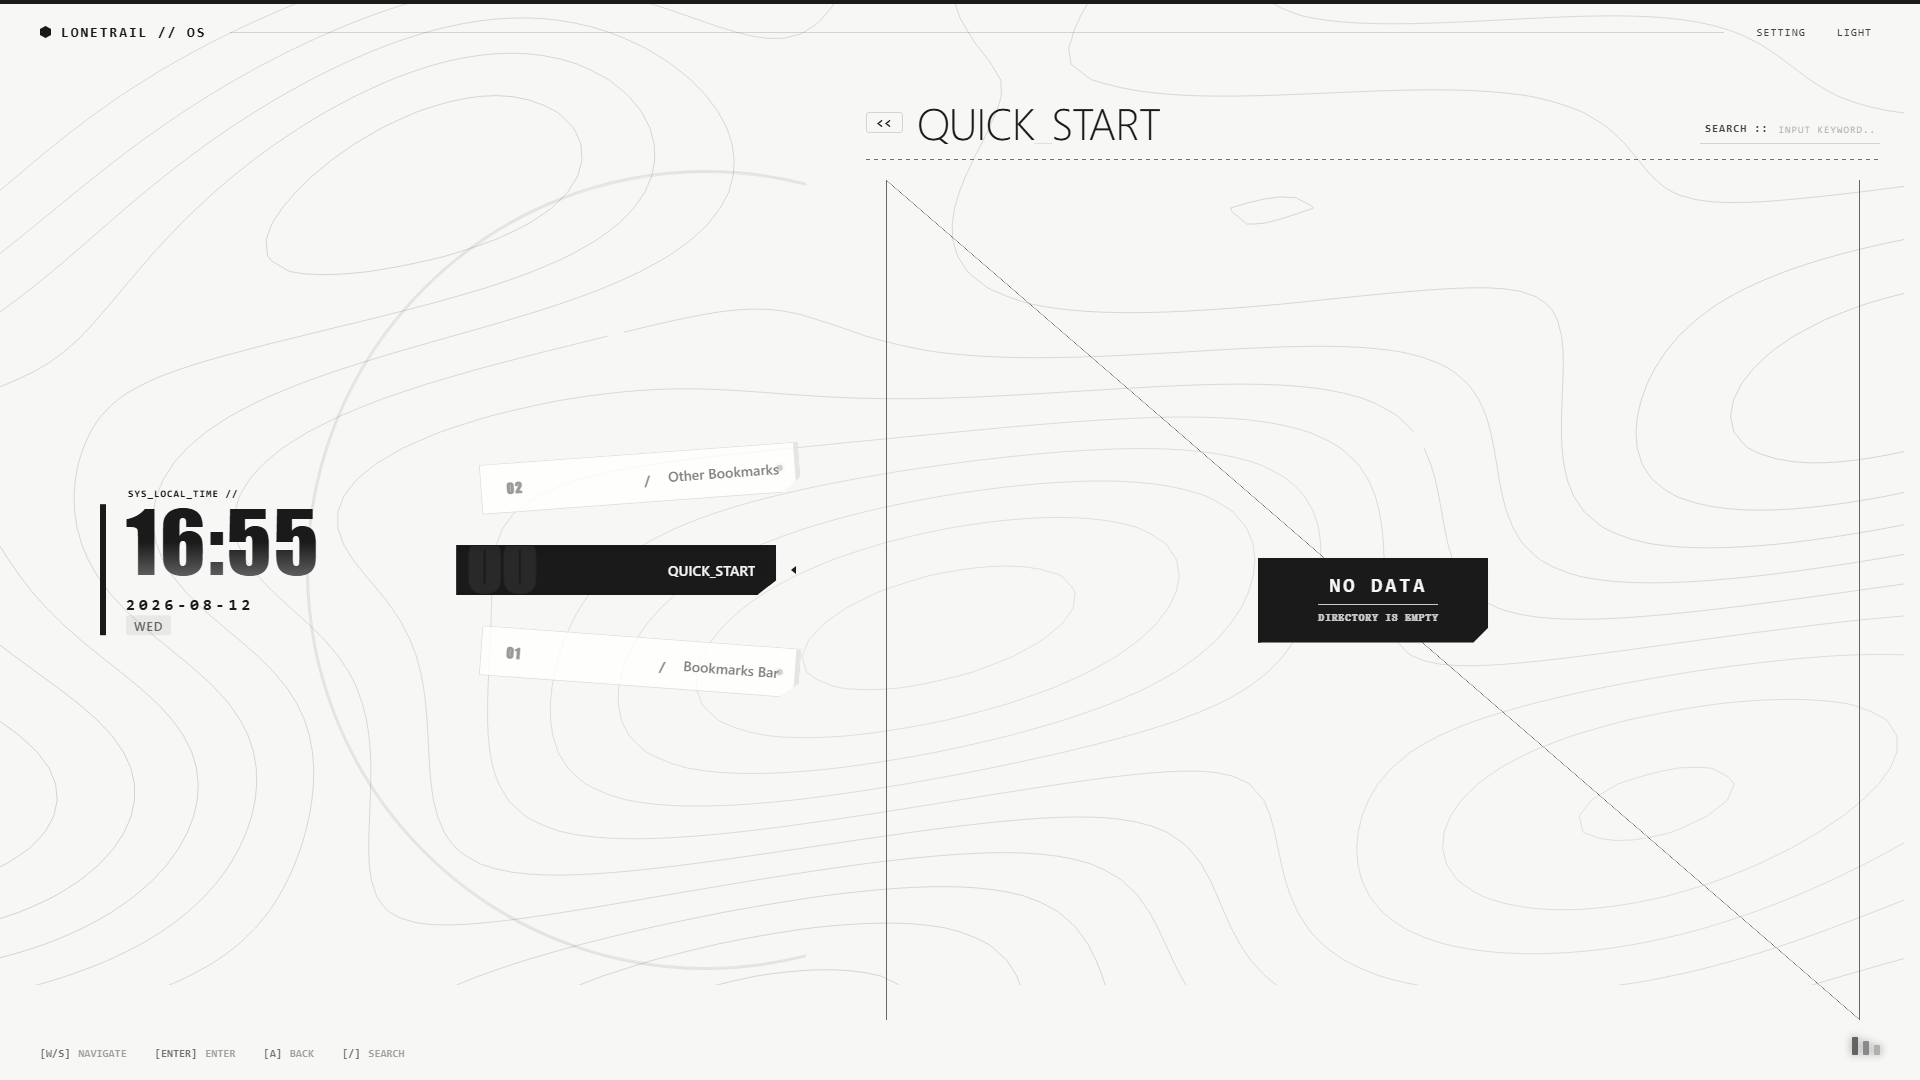 LONETRAIL // OS
SETTING
LIGHT
<< QUICK_START
SEARCH :: INPUT KEYWORD..
SYS_LOCAL_TIME //
16:55
2026-08-12
WED
02 / Other Bookmarks
00 QUICK_START
01 / Bookmarks Bar
NO DATA
DIRECTORY IS EMPTY
[W/S] NAVIGATE [ENTER] ENTER [A] BACK [/] SEARCH